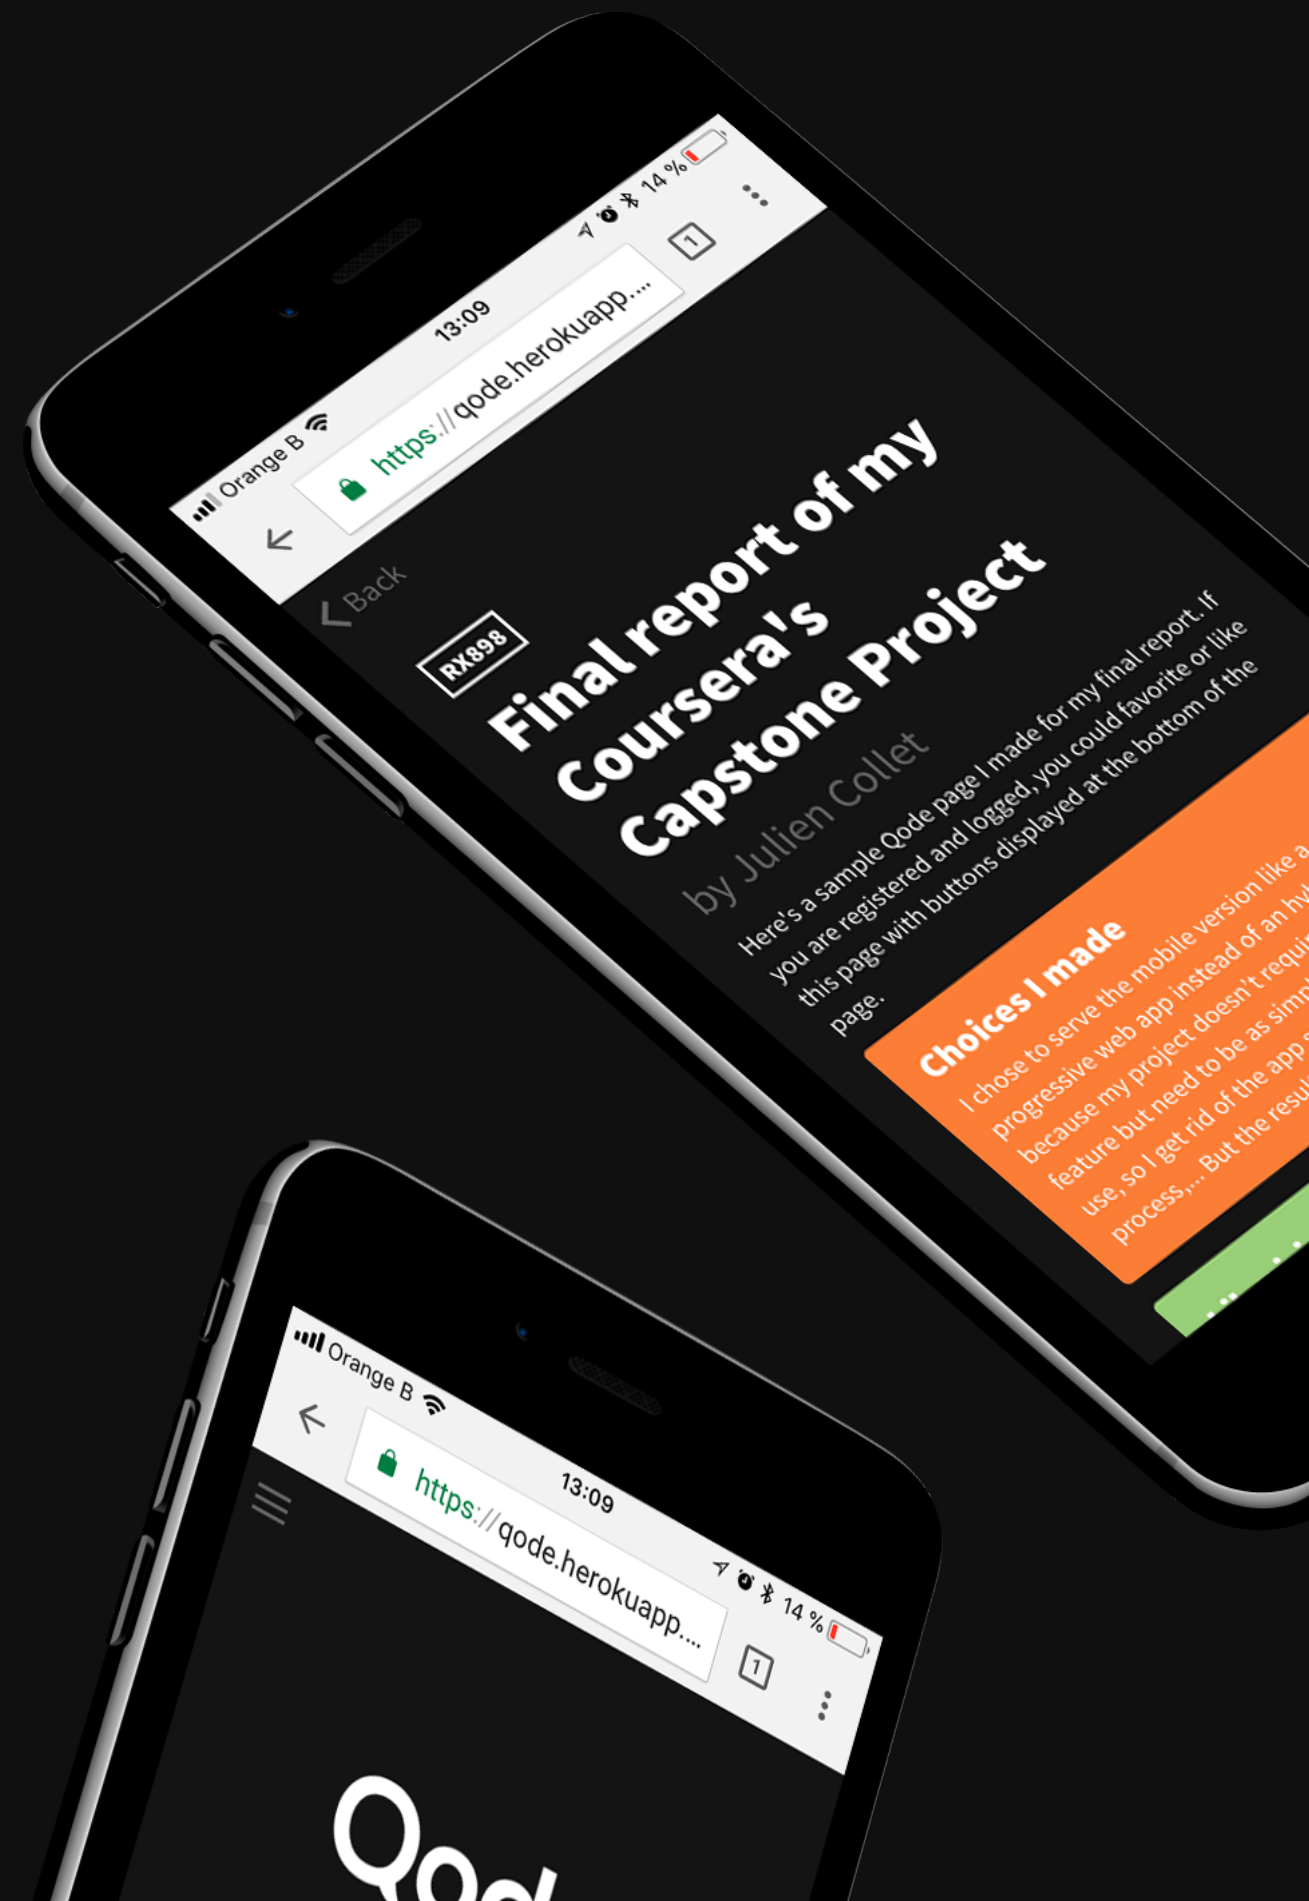 Orange B
13:09
14 %
https://qode.herokuapp....
1
Back
RX898
Final report of my
Coursera's
Capstone Project
by Julien Collet
Here's a sample Qode page I made for my final report. If
you are registered and logged, you could favorite or like
this page with buttons displayed at the bottom of the
page.
Choices I made
I chose to serve the mobile version like a
progressive web app instead of an
because my project doesn't
feature but need to be as
use, so I get rid of the app
process,... But the
Orange B
13:09
14 %
https://qode.herokuapp....
1
Qod